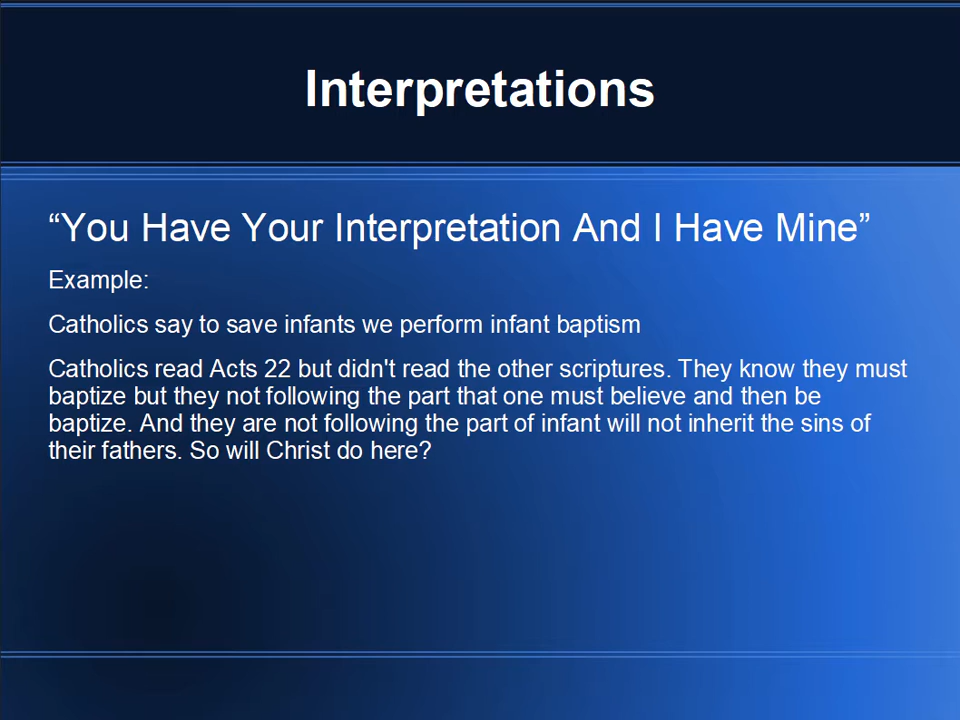 Interpretations
“You Have Your Interpretation And I Have Mine”
Example:
Catholics say to save infants we perform infant baptism
Catholics read Acts 22 but didn't read the other scriptures. They know they must
baptize but they not following the part that one must believe and then be
baptize. And they are not following the part of infant will not inherit the sins of
their fathers. So will Christ do here?